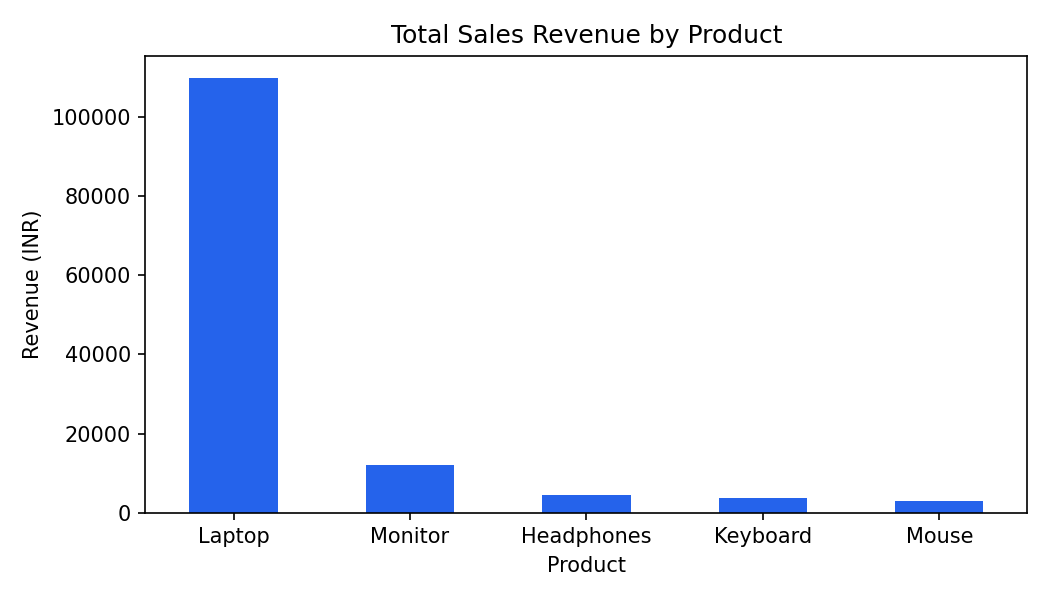 Total Sales Revenue by Product
Revenue (INR)
100000
80000
60000
40000
20000
0
Laptop Monitor Headphones Keyboard Mouse
Product